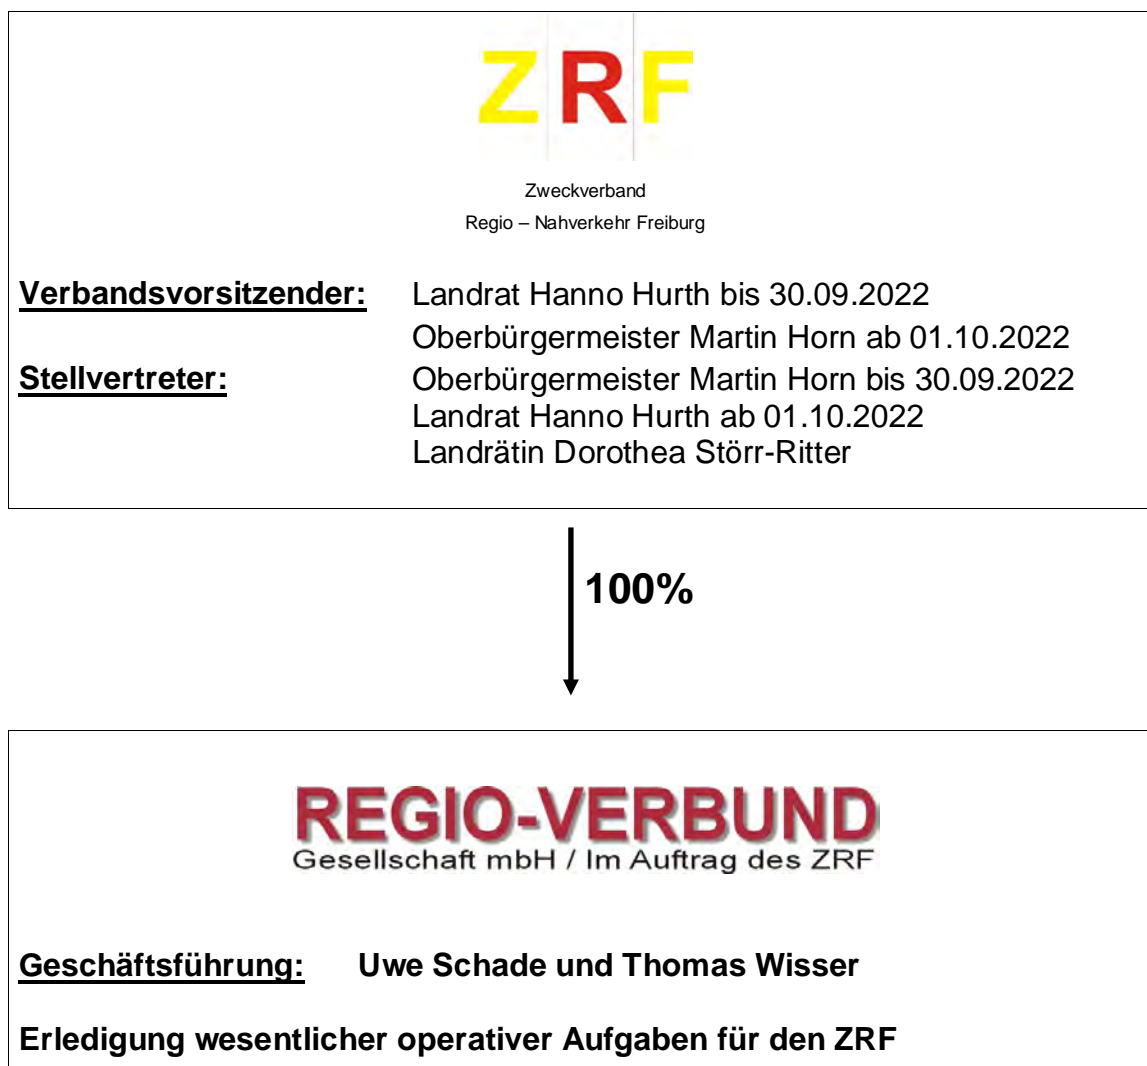 ZRF
Zweckverband
Regio – Nahverkehr Freiburg
Verbandsvorsitzender: Landrat Hanno Hurth bis 30.09.2022
Oberbürgermeister Martin Horn ab 01.10.2022
Stellvertreter: Oberbürgermeister Martin Horn bis 30.09.2022
Landrat Hanno Hurth ab 01.10.2022
Landrätin Dorothea Störr-Ritter
100%
REGIO-VERBUND
Gesellschaft mbH / Im Auftrag des ZRF
Geschäftsführung: Uwe Schade und Thomas Wisser
Erledigung wesentlicher operativer Aufgaben für den ZRF